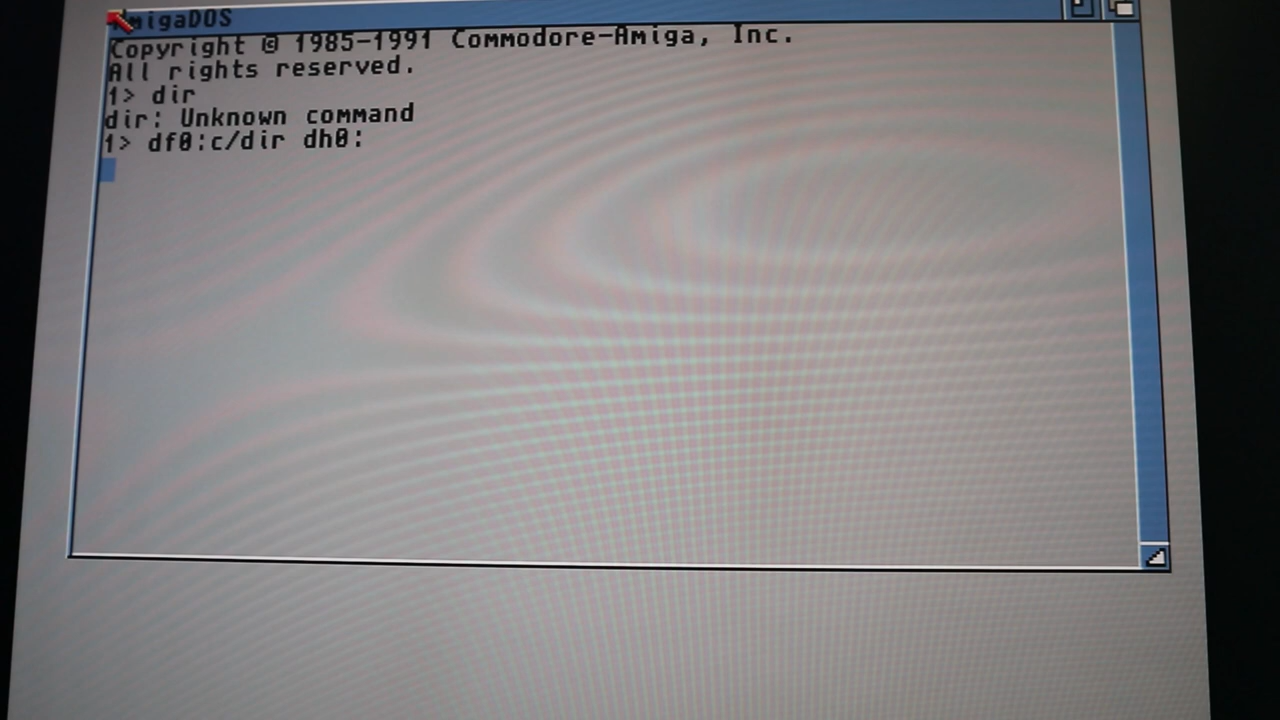 AmigaDOS
Copyright © 1985-1991 Commodore-Amiga, Inc.
All rights reserved.
1> dir
dir: Unknown command
1> df0:c/dir dh0: